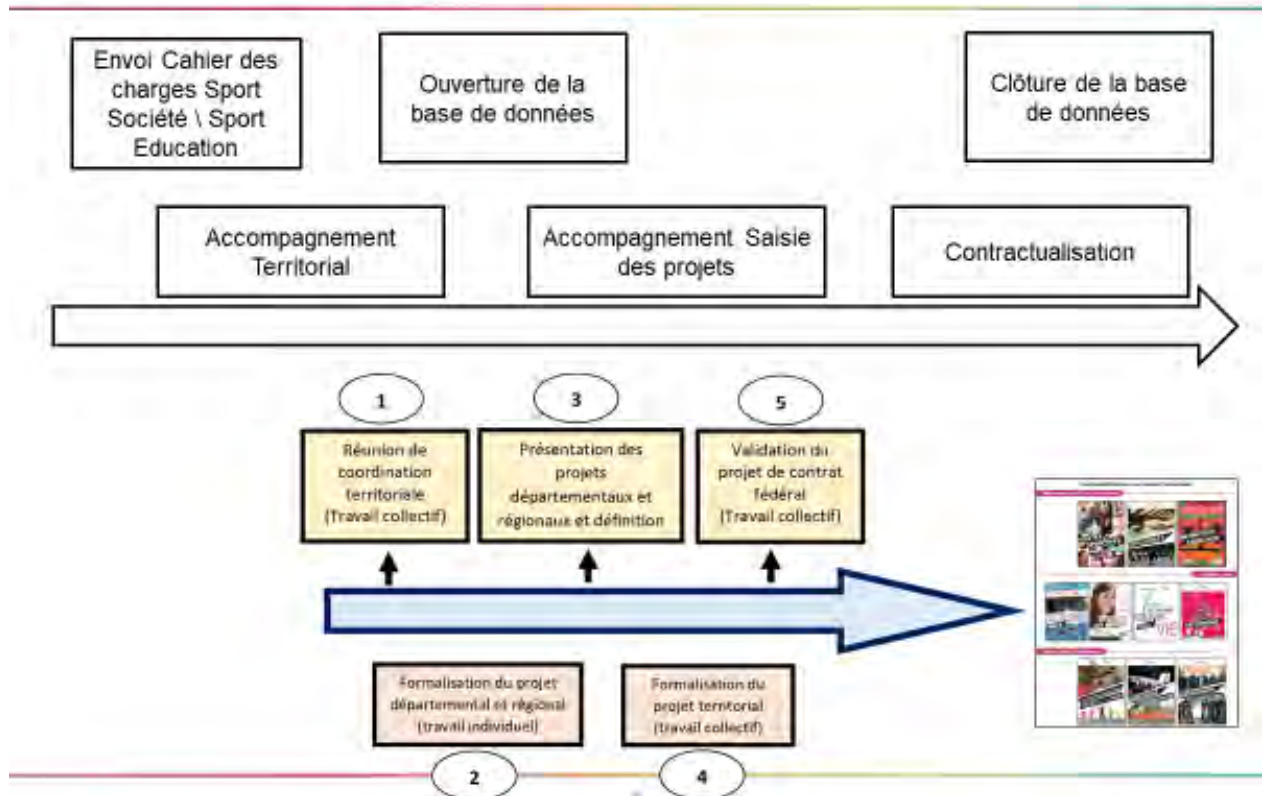 Envoi Cahier des
charges Sport
Société \ Sport
Education
Ouverture de la
base de données
Clôture de la base
de données
Accompagnement
Territorial
Accompagnement Saisie
des projets
Contractualisation
1
3
5
Réunion de
coordination
territoriale
(Travail collectif)
Présentation des
projets
départementaux et
régionaux et définition
Validation du
projet de contrat
fédéral
(Travail collectif)
VIE
Formalisation du projet
départemental et régional
(travail individuel)
Formalisation du
projet territorial
(travail collectif)
2
4